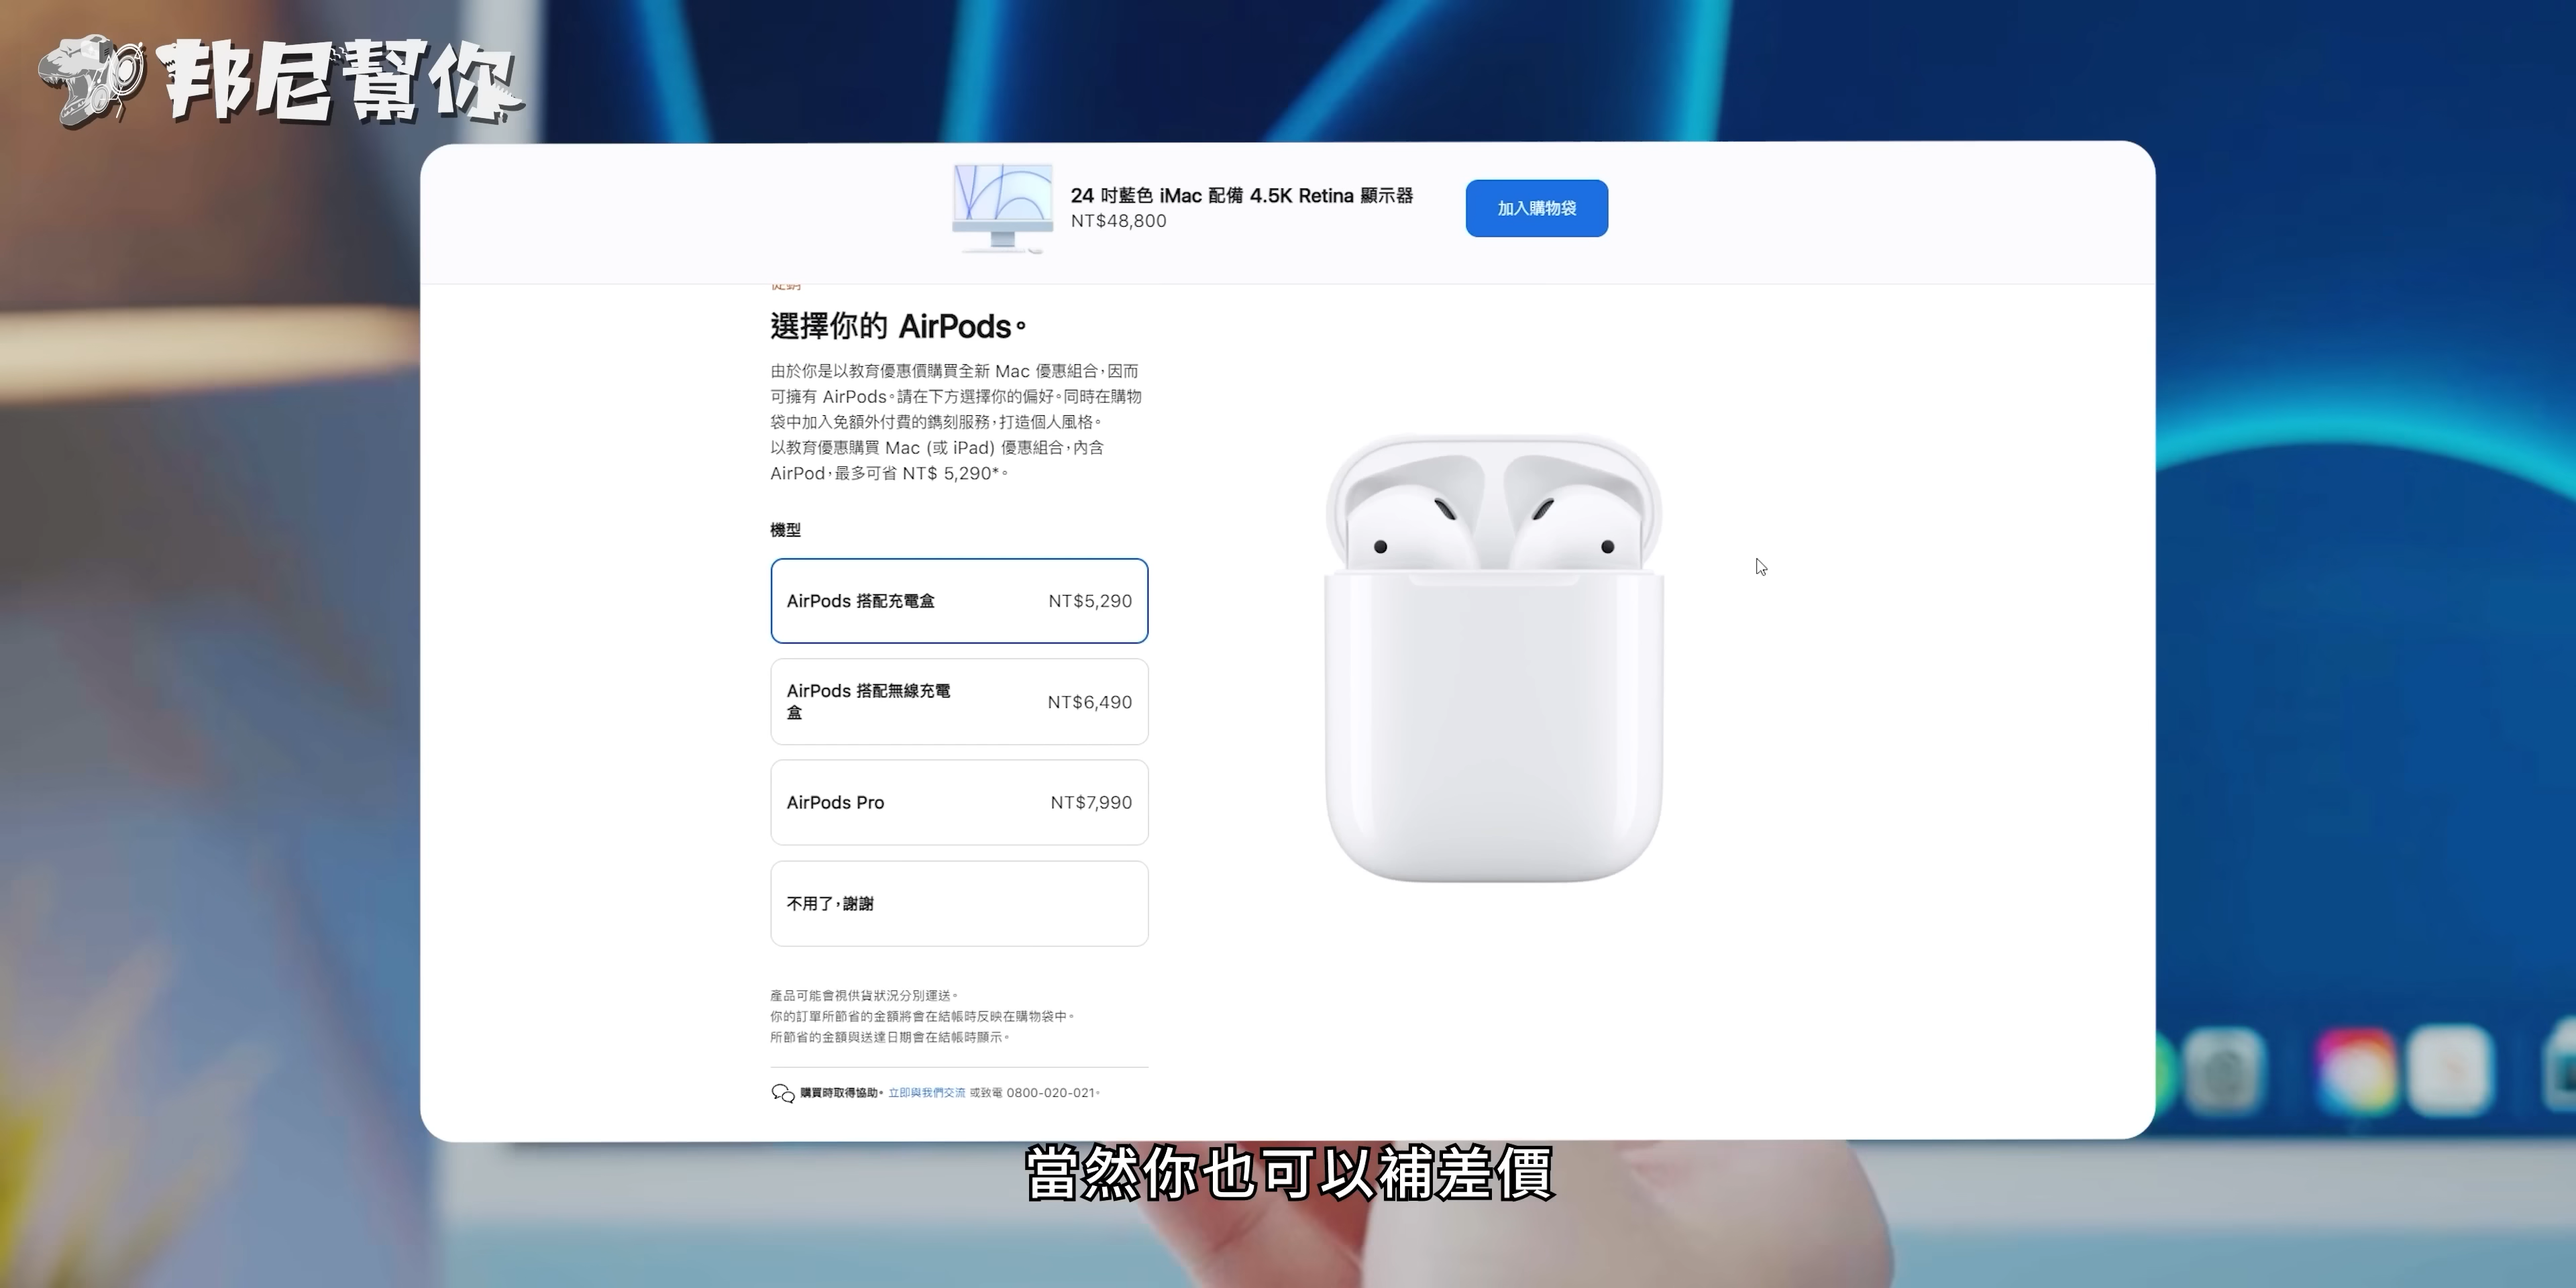 邦尼幫你
24 吋藍色 iMac 配備 4.5K Retina 顯示器
NT$48,800
加入購物袋
促銷
選擇你的 AirPods。
由於你是以教育優惠價購買全新 Mac 優惠組合，因而
可擁有 AirPods。請在下方選擇你的偏好。同時在購物
袋中加入免額外付費的鐫刻服務，打造個人風格。
以教育優惠購買 Mac (或 iPad) 優惠組合，內含
AirPod，最多可省 NT$ 5,290*。
機型
AirPods 搭配充電盒 NT$5,290
AirPods 搭配無線充電
盒 NT$6,490
AirPods Pro NT$7,990
不用了，謝謝
產品可能會視供貨狀況分別運送。
你的訂單所節省的金額將會在結帳時反映在購物袋中。
所節省的金額與送達日期會在結帳時顯示。
購買時取得協助。立即與我們交流 或致電 0800-020-021。
當然你也可以補差價